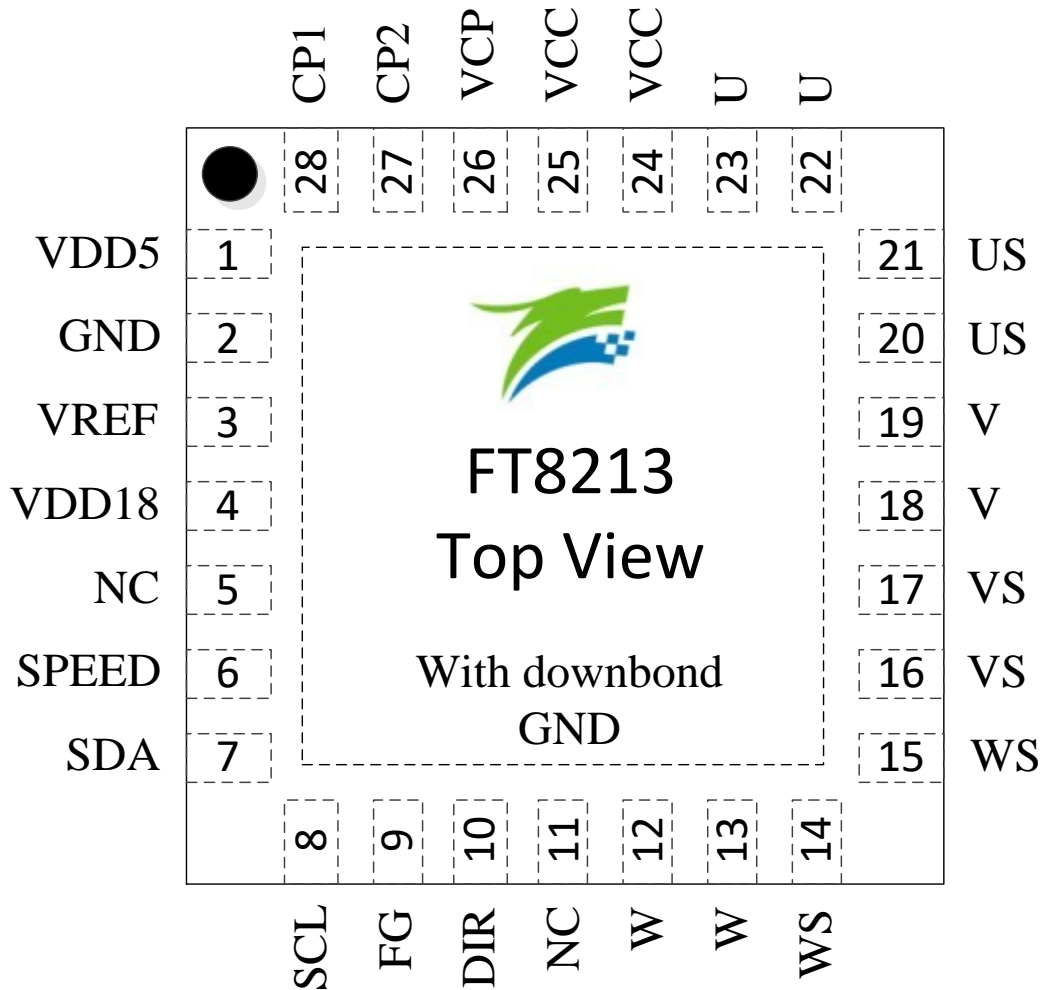 CP1 CP2 VCP VCC VCC U U
28 27 26 25 24 23 22
VDD5 1 21 US
GND 2 20 US
VREF 3 19 V
VDD18 4 18 V
NC 5 17 VS
SPEED 6 16 VS
SDA 7 15 WS
FT8213
Top View
With downbond
GND
8 9 10 11 12 13 14
SCL FG DIR NC W W WS